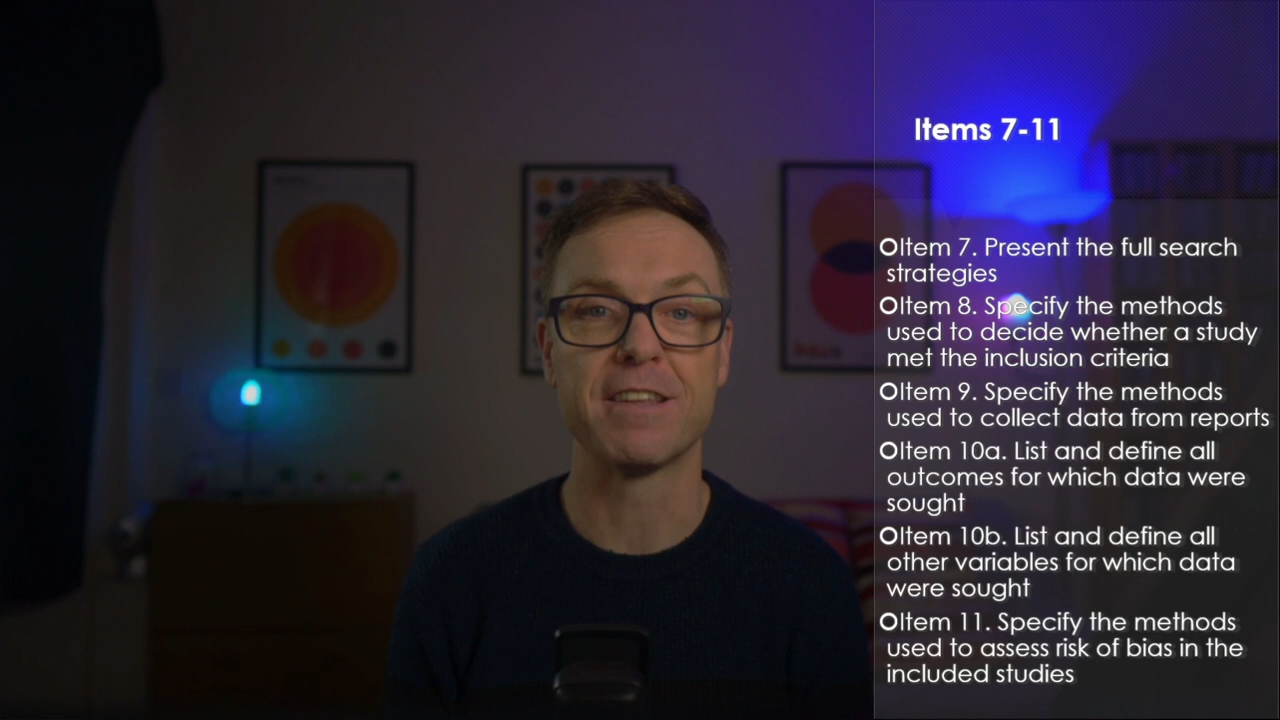 Items 7-11
Item 7. Present the full search
strategies
Item 8. Specify the methods
used to decide whether a study
met the inclusion criteria
Item 9. Specify the methods
used to collect data from reports
Item 10a. List and define all
outcomes for which data were
sought
Item 10b. List and define all
other variables for which data
were sought
Item 11. Specify the methods
used to assess risk of bias in the
included studies